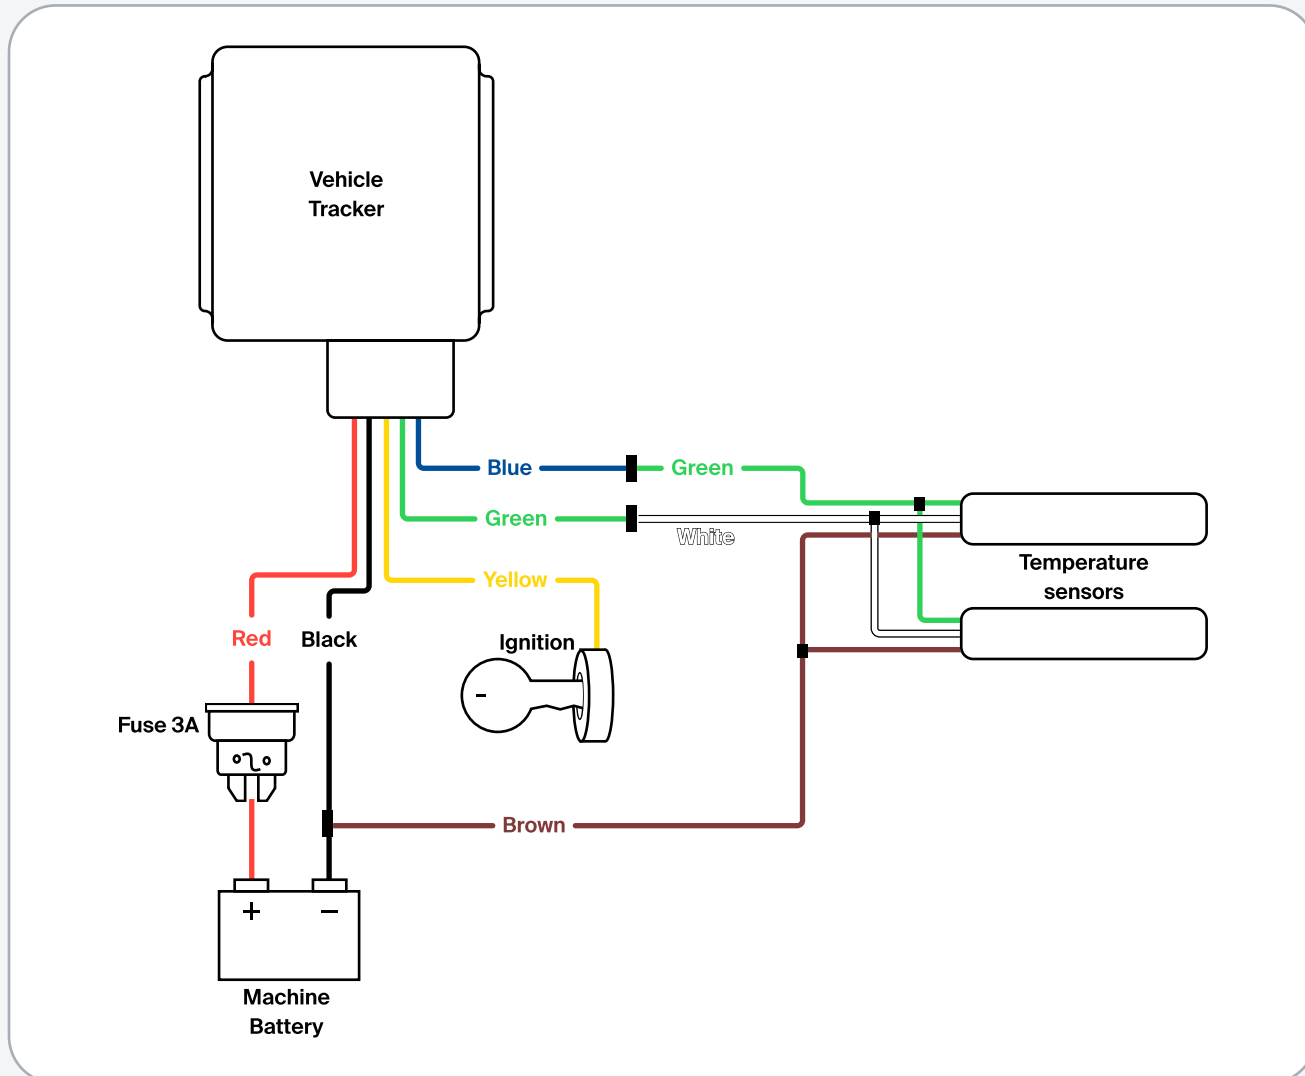 Vehicle
Tracker
Blue
Green
Green
White
Yellow
Temperature
sensors
Red
Black
Ignition
-
Fuse 3A
Brown
+ −
Machine
Battery